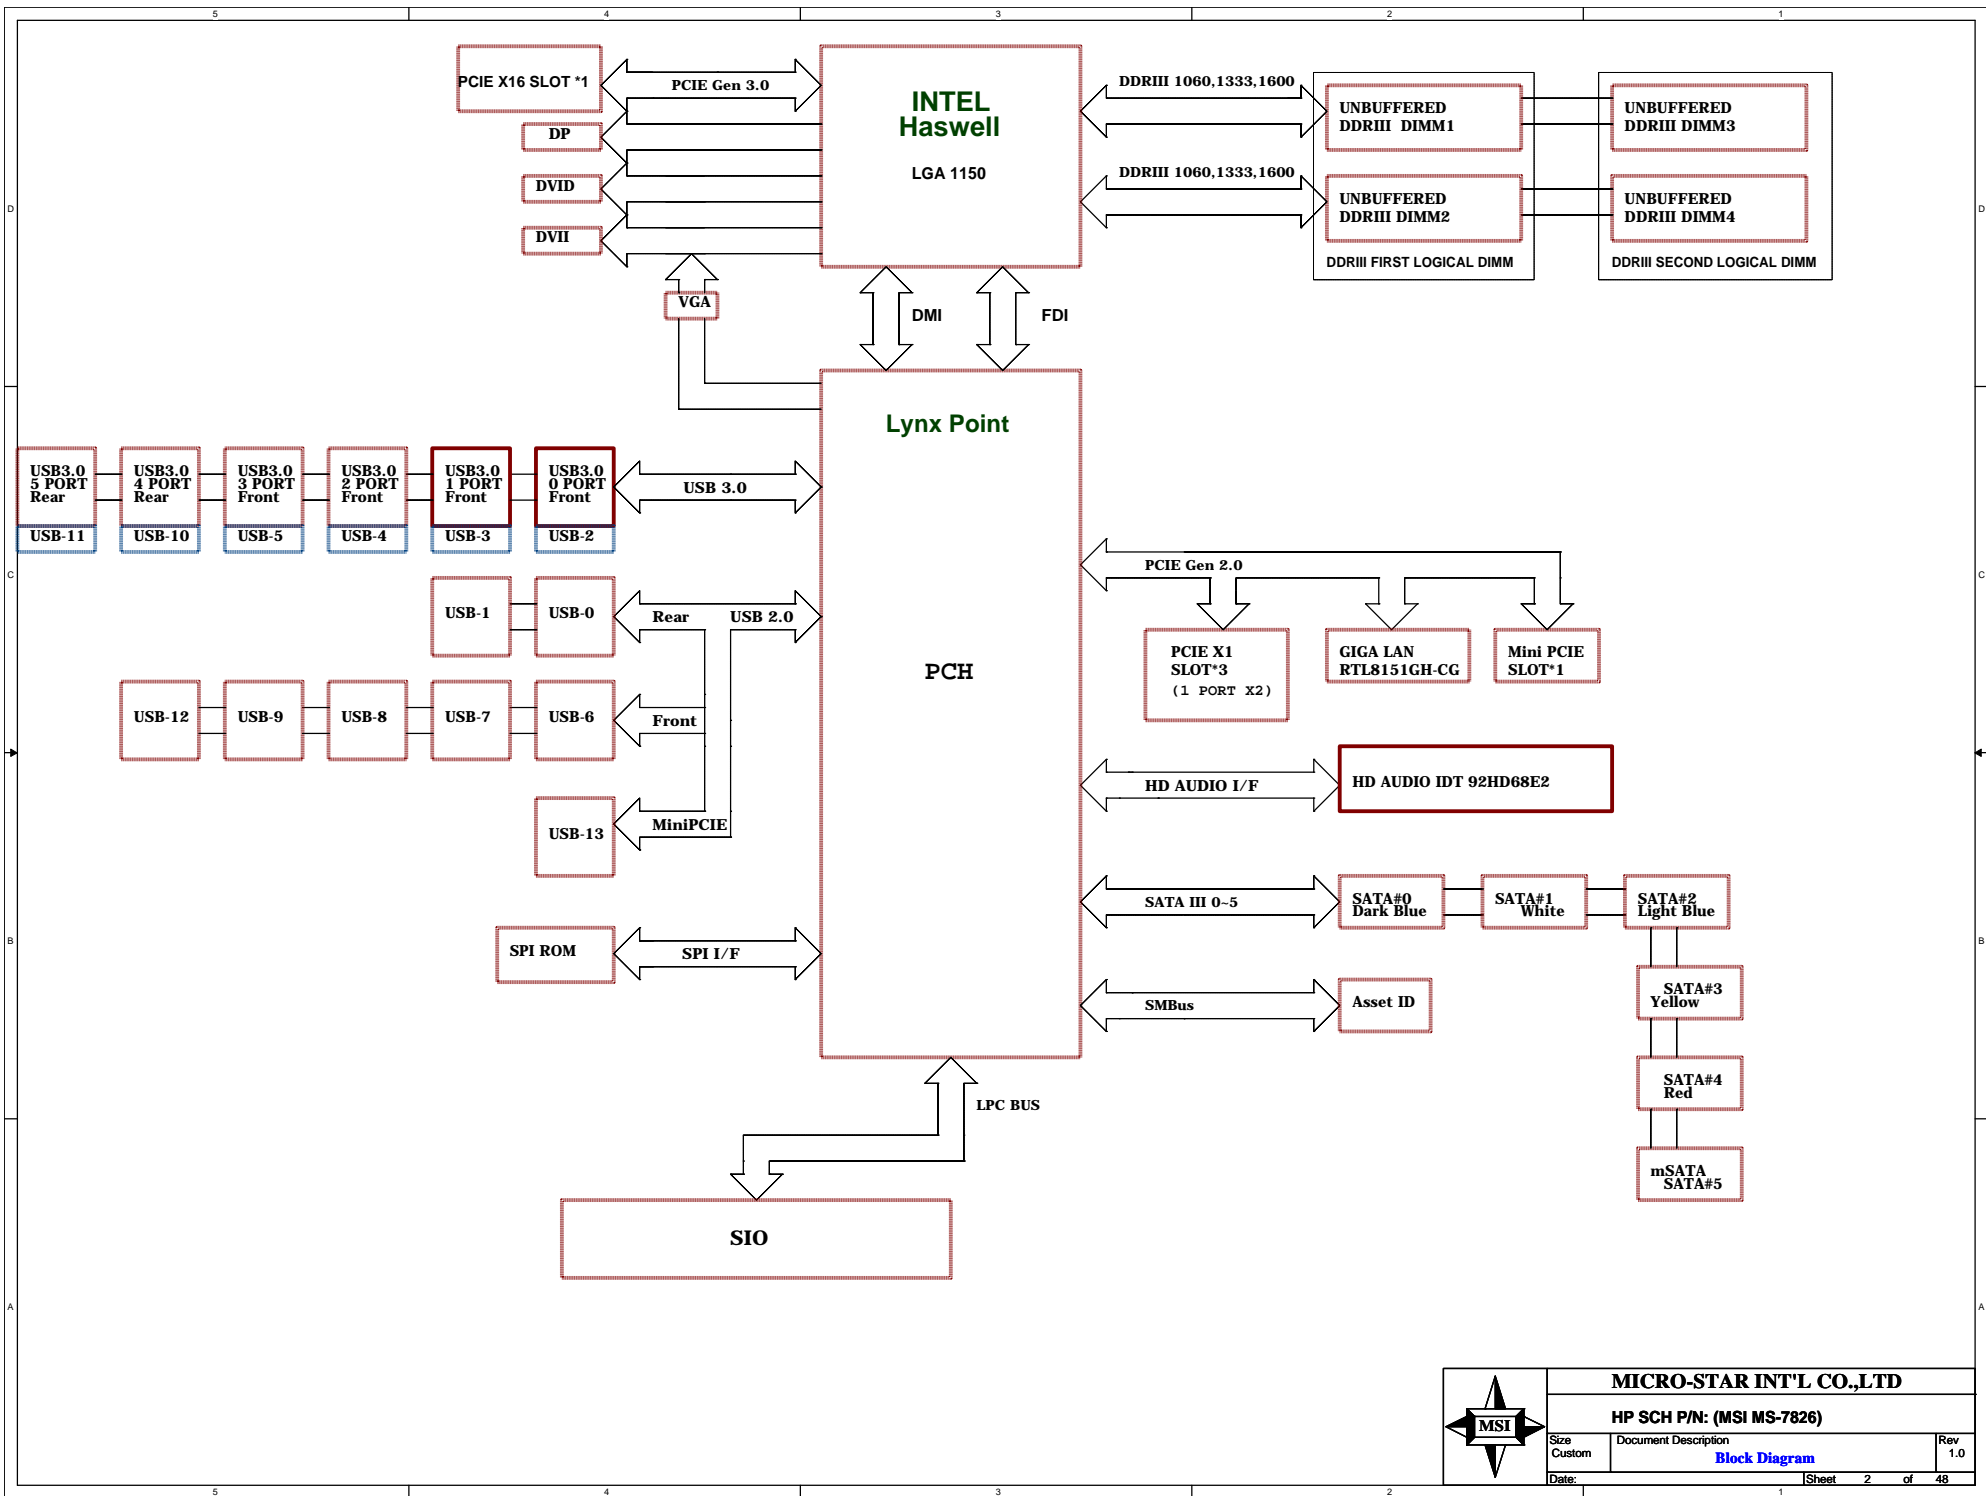 5 4 3 2 1
PCIE X16 SLOT *1
PCIE Gen 3.0
DP
DVID
DVII
VGA
INTEL
Haswell
LGA 1150
DDRIII 1060,1333,1600
DDRIII 1060,1333,1600
UNBUFFERED
DDRIII  DIMM1
UNBUFFERED
DDRIII DIMM3
UNBUFFERED
DDRIII DIMM2
UNBUFFERED
DDRIII DIMM4
DDRIII FIRST LOGICAL DIMM
DDRIII SECOND LOGICAL DIMM
D
D
DMI
FDI
Lynx Point
PCH
USB3.0
5 PORT
Rear
USB-11
USB3.0
4 PORT
Rear
USB-10
USB3.0
3 PORT
Front
USB-5
USB3.0
2 PORT
Front
USB-4
USB3.0
1 PORT
Front
USB-3
USB3.0
0 PORT
Front
USB-2
USB 3.0
C
C
USB-1
USB-0
Rear
USB 2.0
USB-12
USB-9
USB-8
USB-7
USB-6
Front
USB-13
MiniPCIE
SPI ROM
SPI I/F
PCIE Gen 2.0
PCIE X1
SLOT*3
(1 PORT X2)
GIGA LAN
RTL8151GH-CG
Mini PCIE
SLOT*1
HD AUDIO I/F
HD AUDIO IDT 92HD68E2
SATA III 0~5
SATA#0
Dark Blue
SATA#1
White
SATA#2
Light Blue
SATA#3
Yellow
SATA#4
Red
mSATA
SATA#5
B
B
SMBus
Asset ID
LPC BUS
SIO
A
A
MSI
MICRO-STAR INT'L CO.,LTD
HP SCH P/N: (MSI MS-7826)
Size
Custom
Document Description
Block Diagram
Rev
1.0
Date:
Sheet 2 of 48
5 4 3 2 1